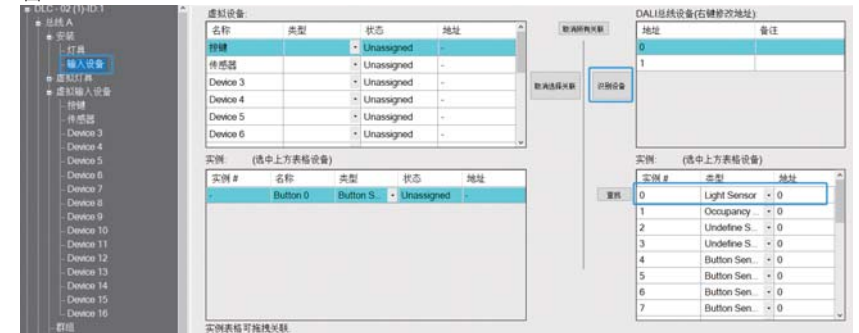 DLC - 02 (1)-ID:1
总线 A
安装
灯具
输入设备
虚拟灯具
虚拟输入设备
按键
传感器
Device 3
Device 4
Device 5
Device 6
Device 7
Device 8
Device 9
Device 10
Device 11
Device 12
Device 13
Device 14
Device 15
Device 16
群组
虚拟设备:
名称 类型 状态 地址
按键 Unassigned -
传感器 Unassigned -
Device 3 Unassigned -
Device 4 Unassigned -
Device 5 Unassigned -
Device 6 Unassigned -
实例: (选中上方表格设备)
实例 # 名称 类型 状态 地址
- Button 0 Button S... Unassigned -
实例表格可拖拽关联
取消所有关联
取消选择关联
识别设备
DALI总线设备(右键修改地址):
地址 备注
0
1
实例: (选中上方表格设备)
实例 # 类型 地址
0 Light Sensor 0
1 Occupancy ... 0
2 Undefine S... 0
3 Undefine S... 0
4 Button Sen... 0
5 Button Sen... 0
6 Button Sen... 0
7 Button Sen... 0